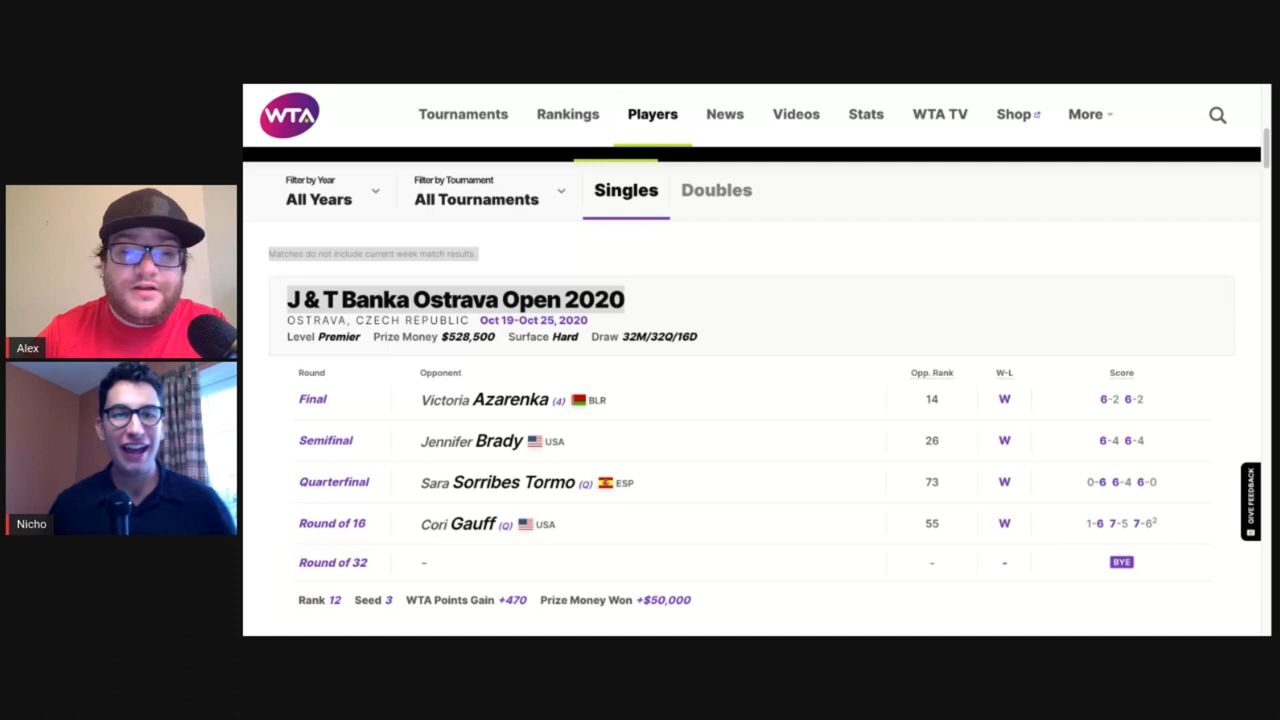 WTA
Tournaments Rankings Players News Videos Stats WTA TV Shop More
Filter by Year
All Years
Filter by Tournament
All Tournaments
Singles Doubles
Matches do not include current week match results.
J & T Banka Ostrava Open 2020
OSTRAVA, CZECH REPUBLIC Oct 19-Oct 25, 2020
Level Premier Prize Money $528,500 Surface Hard Draw 32M/32Q/16D
Round Opponent Opp. Rank W-L Score
Final Victoria Azarenka (4) BLR 14 W 6-2 6-2
Semifinal Jennifer Brady USA 26 W 6-4 6-4
Quarterfinal Sara Sorribes Tormo (Q) ESP 73 W 0-6 6-4 6-0
Round of 16 Cori Gauff (Q) USA 55 W 1-6 7-5 7-6²
Round of 32 - - - BYE
Rank 12 Seed 3 WTA Points Gain +470 Prize Money Won +$50,000
GIVE FEEDBACK
Alex
Nicho